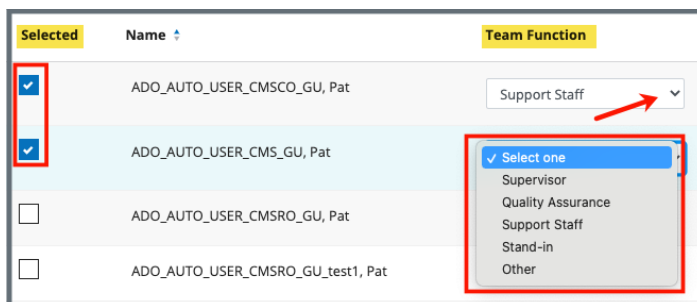 Selected Name Team Function
ADO_AUTO_USER_CMSCO_GU, Pat Support Staff
ADO_AUTO_USER_CMS_GU, Pat
Select one
Supervisor
Quality Assurance
ADO_AUTO_USER_CMSRO_GU, Pat
Support Staff
Stand-in
Other
ADO_AUTO_USER_CMSRO_GU_test1, Pat